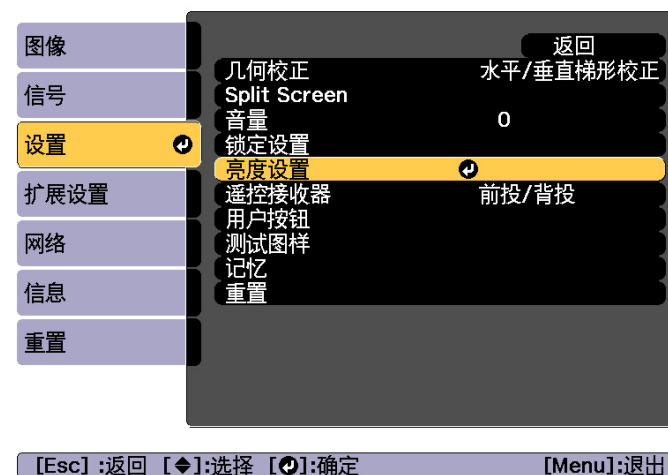 图像
信号
设置
扩展设置
网络
信息
重置
返回
几何校正 水平/垂直梯形校正
Split Screen
音量 0
锁定设置
亮度设置
遥控接收器 前投/背投
用户按钮
测试图样
记忆
重置
[Esc] :返回 [◆]:选择 [⏎]:确定 [Menu]:退出